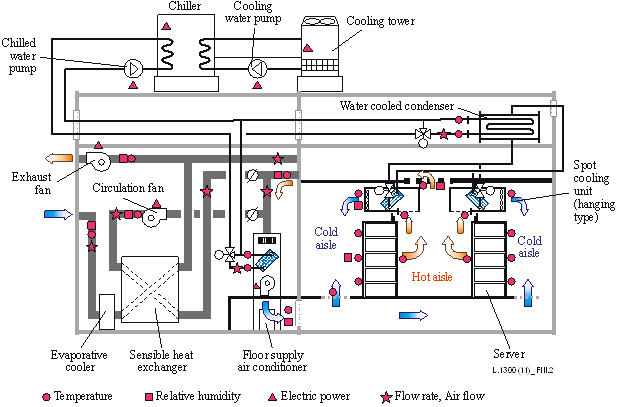 Chiller
Cooling
water pump
Cooling tower
Chilled
water
pump
Water cooled condenser
Exhaust
fan
Circulation fan
Spot
cooling
unit
(hanging
type)
Cold
aisle
Cold
aisle
Hot aisle
Evaporative
cooler
Sensible heat
exchanger
Floor supply
air conditioner
Server
L.1300(11)_FIII.2
Temperature
Relative humidity
Electric power
Flow rate, Air flow